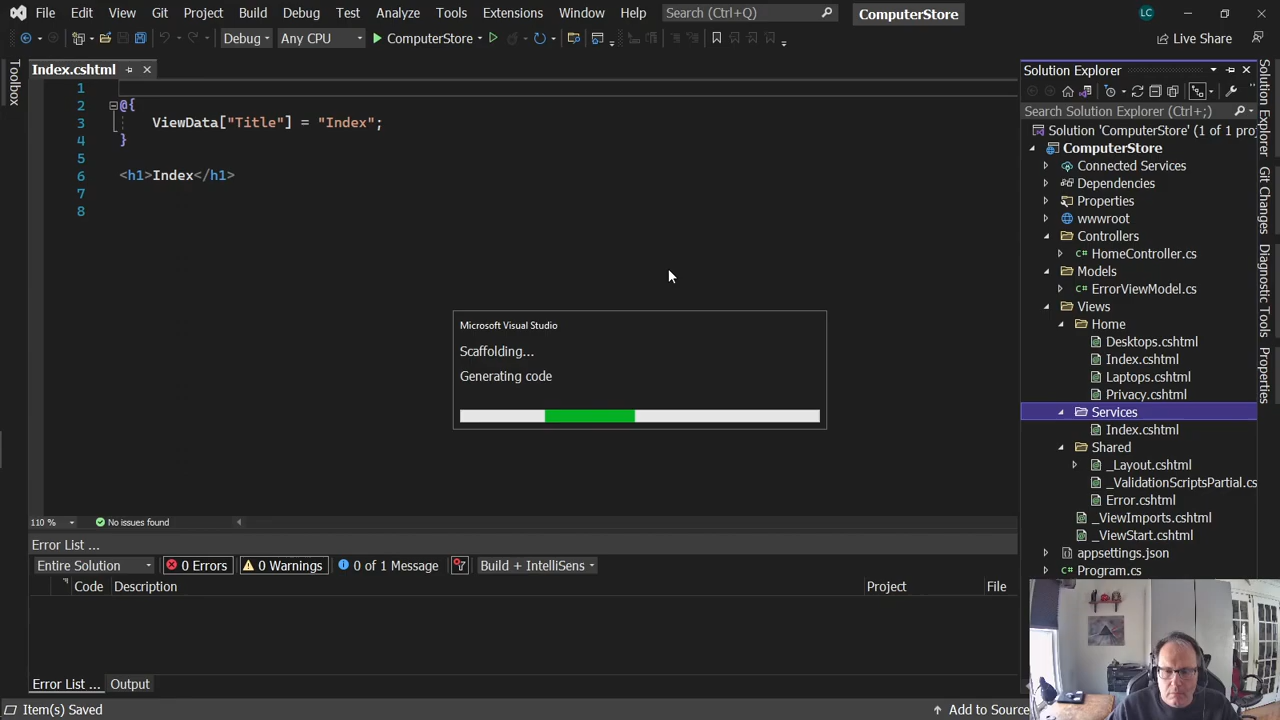 File Edit View Git Project Build Debug Test Analyze Tools Extensions Window Help Search (Ctrl+Q) ComputerStore LC
Debug Any CPU ComputerStore Live Share
Toolbox
Index.cshtml
1
2 @{
3 ViewData["Title"] = "Index";
4 }
5
6 <h1>Index</h1>
7
8
Microsoft Visual Studio
Scaffolding...
Generating code
110 % No issues found
Error List ...
Entire Solution 0 Errors 0 Warnings 0 of 1 Message Build + IntelliSens
Code Description Project File
Error List ... Output
Item(s) Saved Add to Source
Solution Explorer
Search Solution Explorer (Ctrl+;)
Solution 'ComputerStore' (1 of 1 pro
ComputerStore
Connected Services
Dependencies
Properties
wwwroot
Controllers
HomeController.cs
Models
ErrorViewModel.cs
Views
Home
Desktops.cshtml
Index.cshtml
Laptops.cshtml
Privacy.cshtml
Services
Index.cshtml
Shared
_Layout.cshtml
_ValidationScriptsPartial.cs
Error.cshtml
_ViewImports.cshtml
_ViewStart.cshtml
appsettings.json
Program.cs
Solution Explorer
Git Changes
Diagnostic Tools
Properties